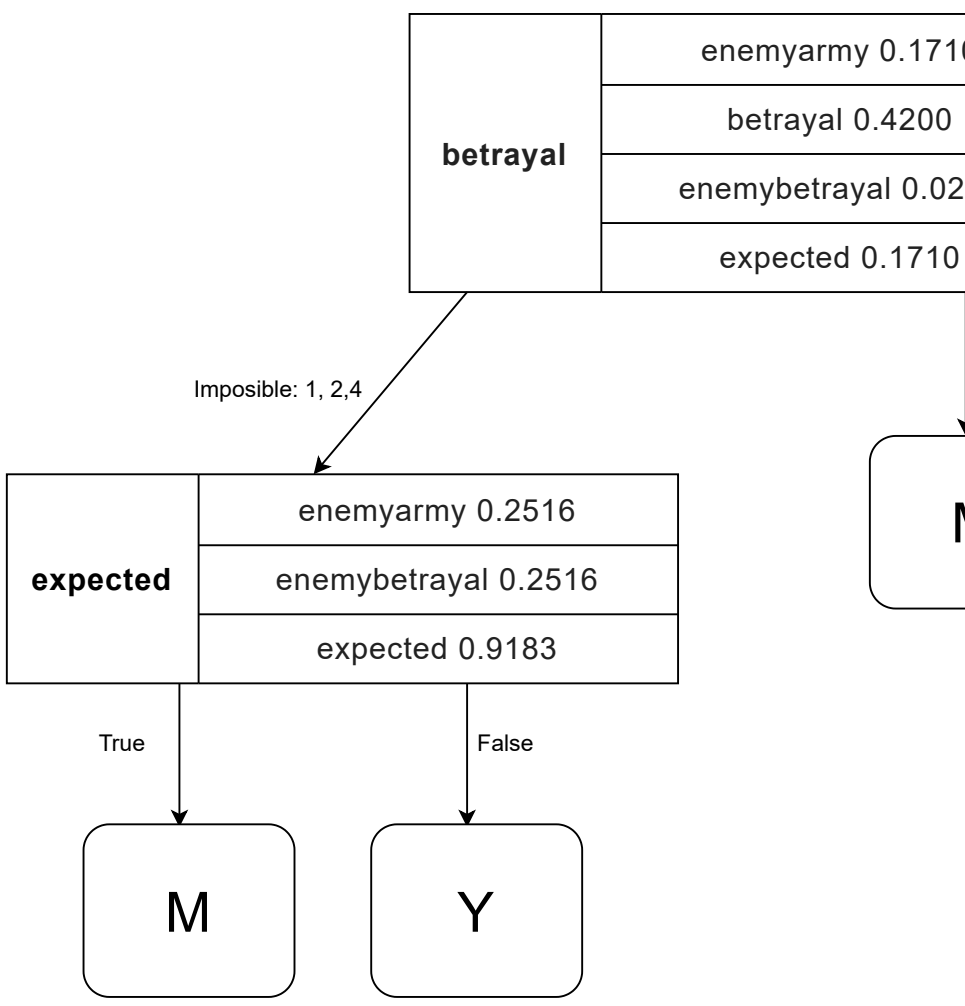 enemyarmy 0.171
betrayal
betrayal 0.4200
enemybetrayal 0.02
expected 0.1710
Imposible: 1, 2,4
enemyarmy 0.2516
expected
enemybetrayal 0.2516
expected 0.9183
True
False
M
Y